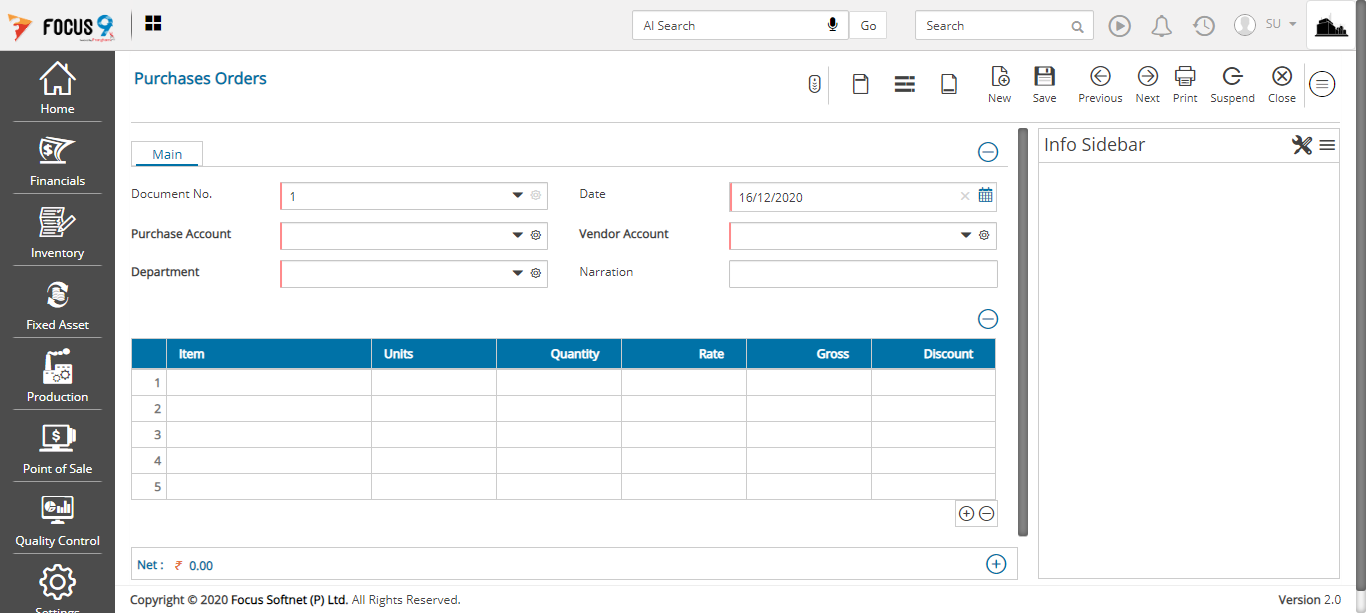 FOCUS 9
AI Search
Go
Search
SU
Home
Financials
Inventory
Fixed Asset
Production
Point of Sale
Quality Control
Settings
Purchases Orders
New
Save
Previous
Next
Print
Suspend
Close
Main
Document No.
1
Date
16/12/2020
Purchase Account
Vendor Account
Department
Narration
Item Units Quantity Rate Gross Discount
1
2
3
4
5
Net : ₹ 0.00
Info Sidebar
Copyright © 2020 Focus Softnet (P) Ltd. All Rights Reserved.
Version 2.0